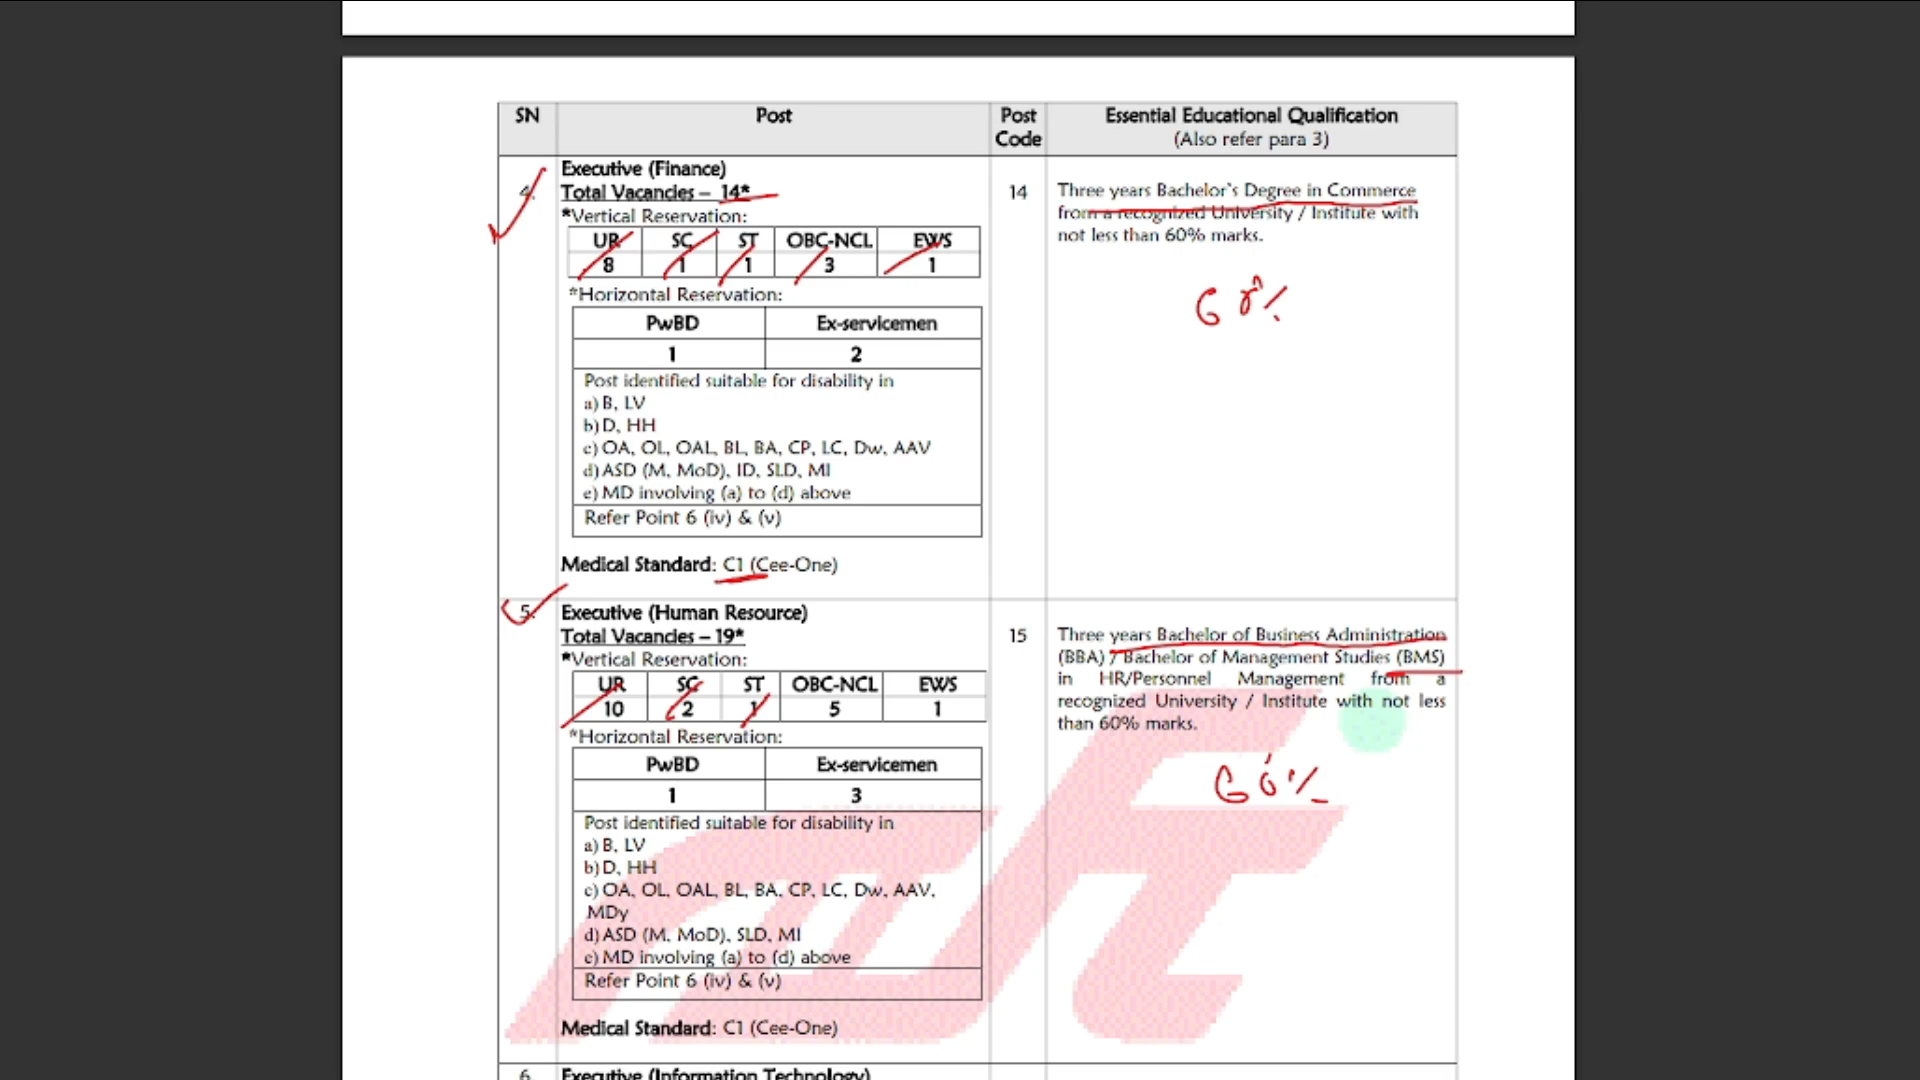 SN Post Post Code Essential Educational Qualification (Also refer para 3)
4. Executive (Finance)
Total Vacancies – 14*
*Vertical Reservation:
UR SC ST OBC-NCL EWS
8 1 1 3 1
*Horizontal Reservation:
PwBD Ex-servicemen
1 2
Post identified suitable for disability in
a) B, LV
b) D, HH
c) OA, OL, OAL, BL, BA, CP, LC, Dw, AAV
d) ASD (M, MoD), ID, SLD, MI
e) MD involving (a) to (d) above
Refer Point 6 (iv) & (v)
Medical Standard: C1 (Cee-One)
14
Three years Bachelor's Degree in Commerce
from a recognized University / Institute with
not less than 60% marks.
60%
5. Executive (Human Resource)
Total Vacancies – 19*
*Vertical Reservation:
UR SC ST OBC-NCL EWS
10 2 1 5 1
*Horizontal Reservation:
PwBD Ex-servicemen
1 3
Post identified suitable for disability in
a) B, LV
b) D, HH
c) OA, OL, OAL, BL, BA, CP, LC, Dw, AAV,
MDy
d) ASD (M, MoD), SLD, MI
e) MD involving (a) to (d) above
Refer Point 6 (iv) & (v)
Medical Standard: C1 (Cee-One)
15
Three years Bachelor of Business Administration
(BBA) / Bachelor of Management Studies (BMS)
in HR/Personnel Management from a
recognized University / Institute with not less
than 60% marks.
60%
6. Executive (Information Technology)